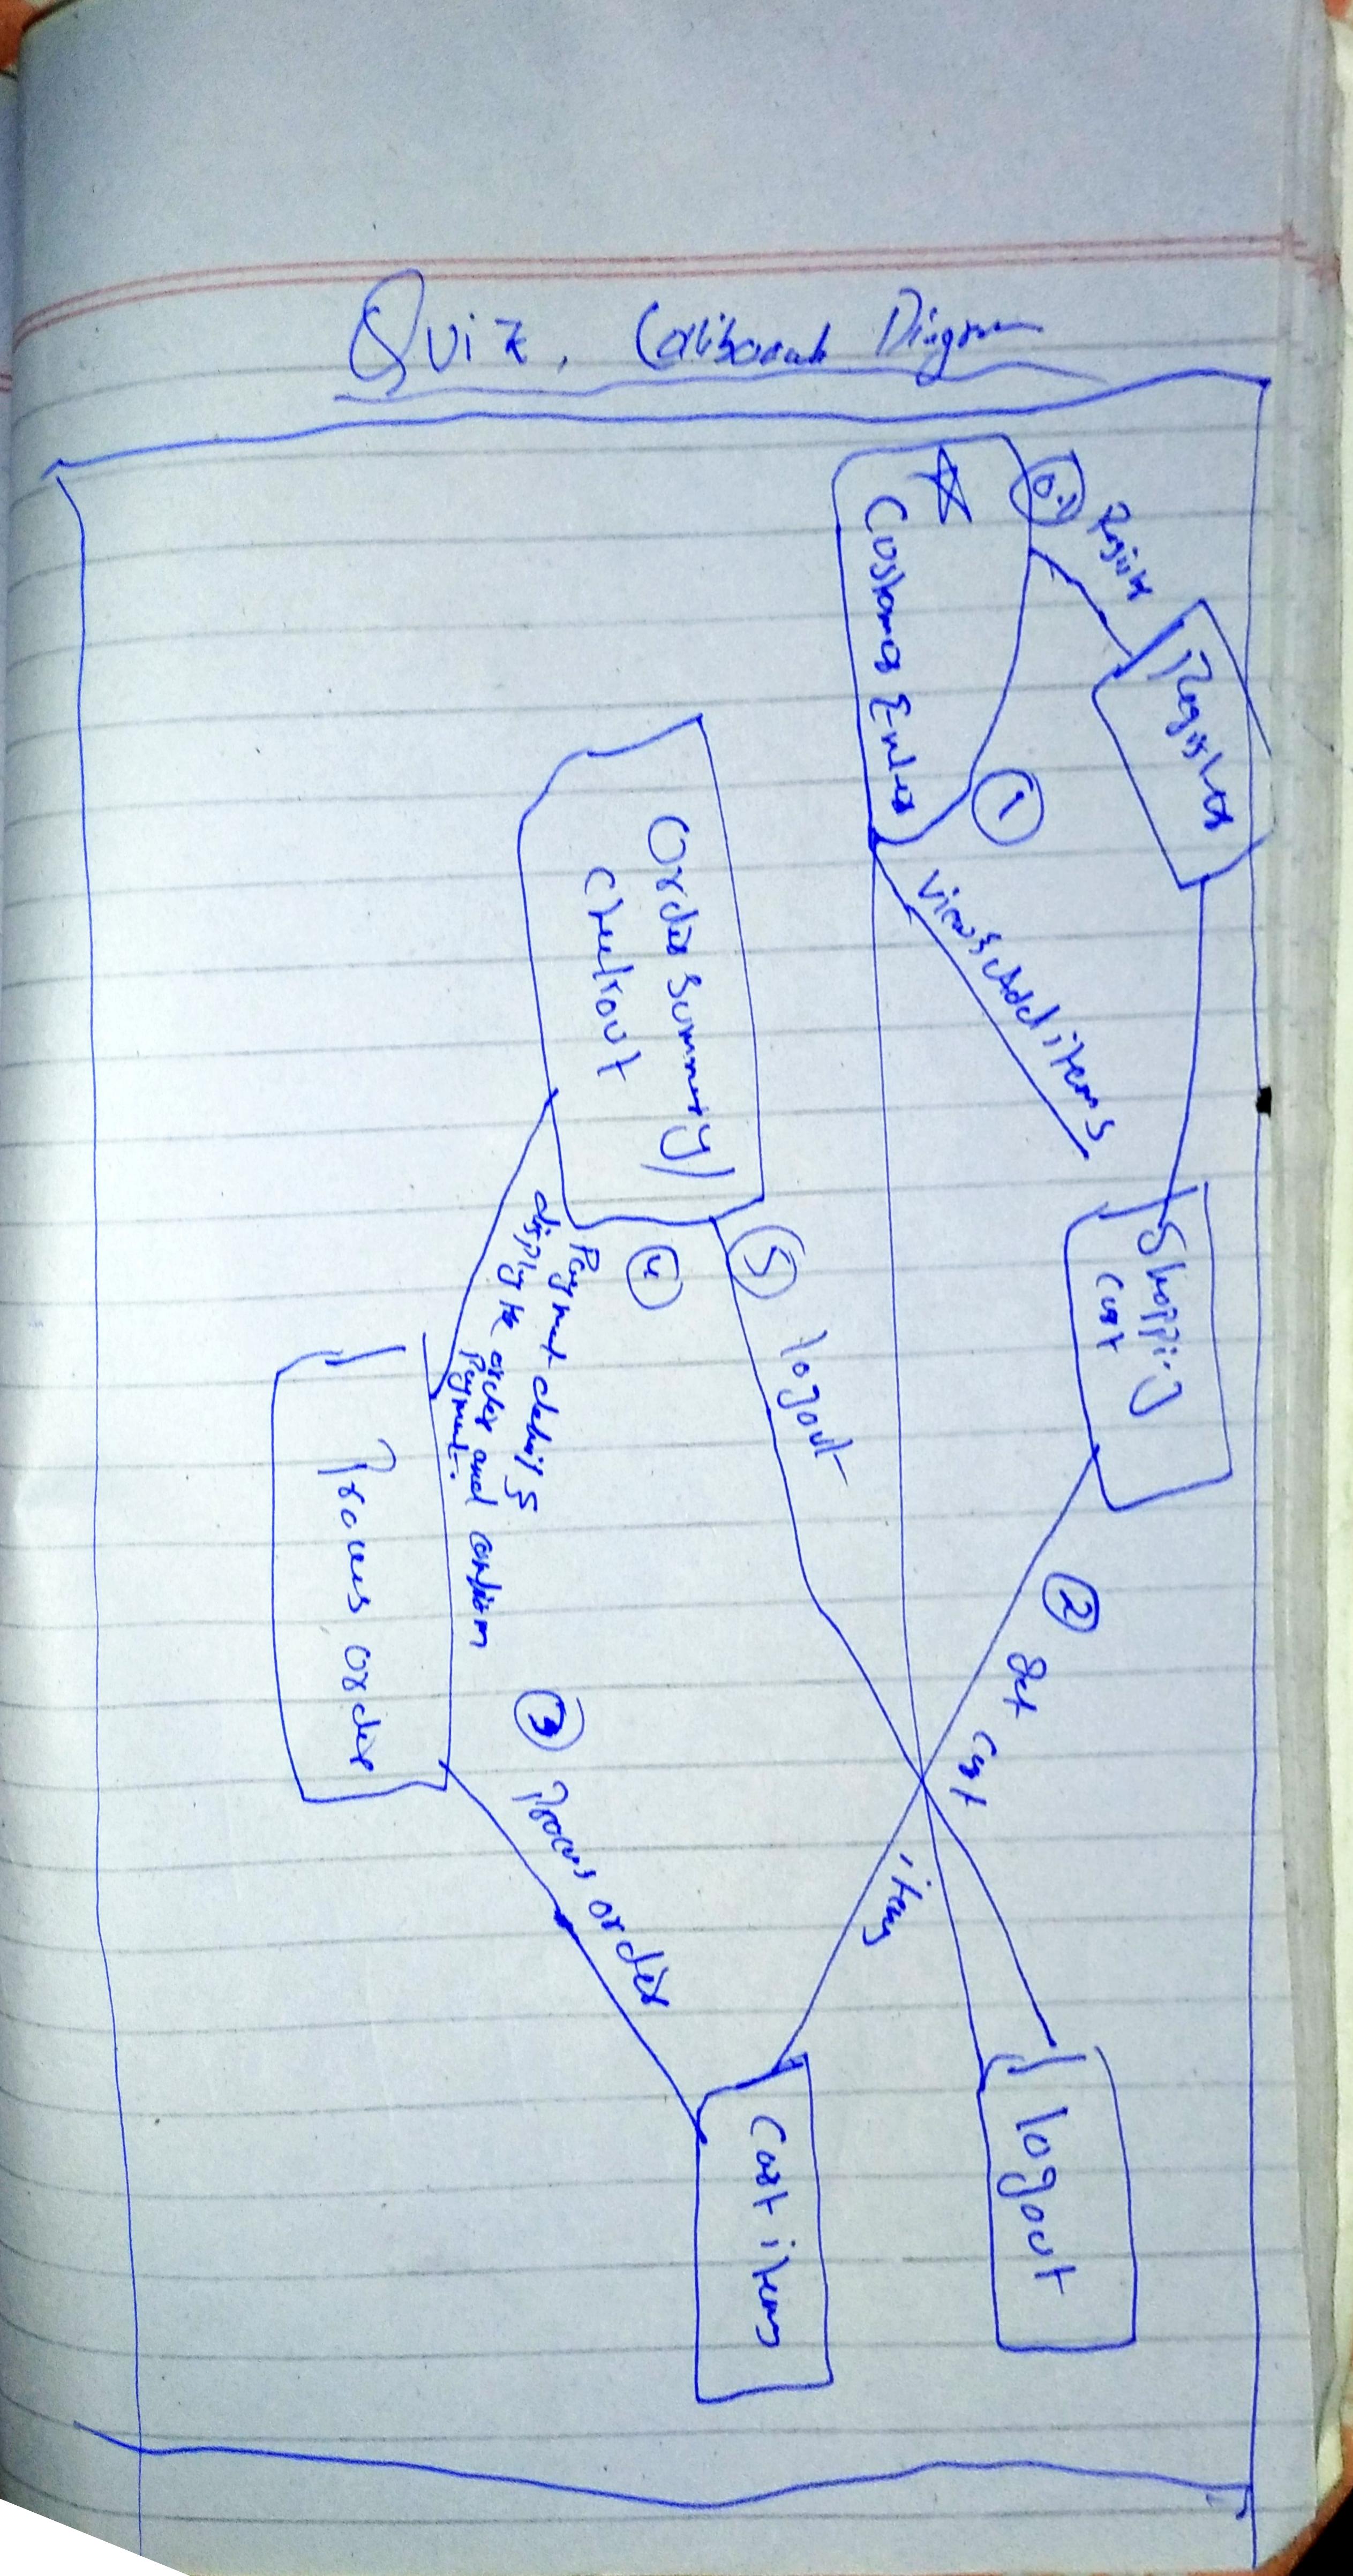 Quiz. Collaborate Diagram
0.1 Register
Register
Customer Enter
1
views & Add items
Shopping
Cart
2 Get Cart
items
logout
5 logout
Order Summary
Checkout
4
Payment details
display the order and confirm
Payment.
3 Process order
Process order
Cart items